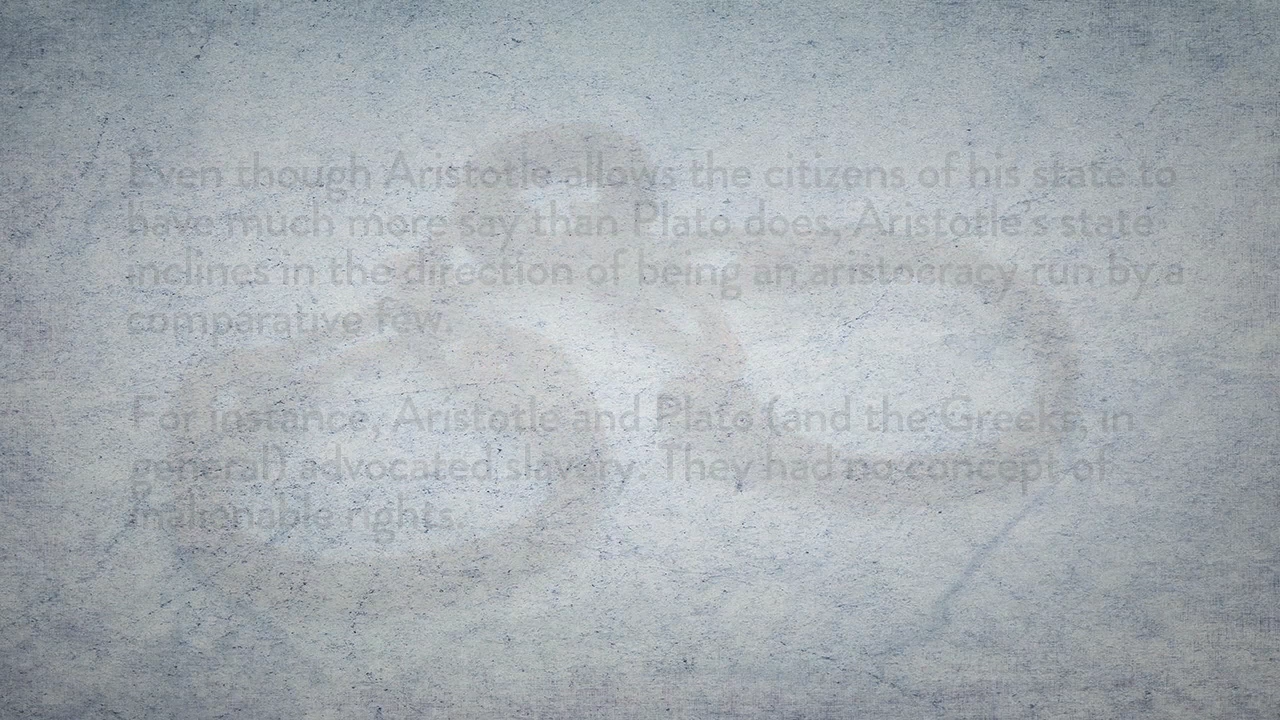 Even though Aristotle allows the citizens of his state to
have much more say than Plato does, Aristotle's state
inclines in the direction of being an aristocracy run by a
comparative few.
For instance, Aristotle and Plato (and the Greeks, in
general) advocated slavery. They had no concept of
inalienable rights.